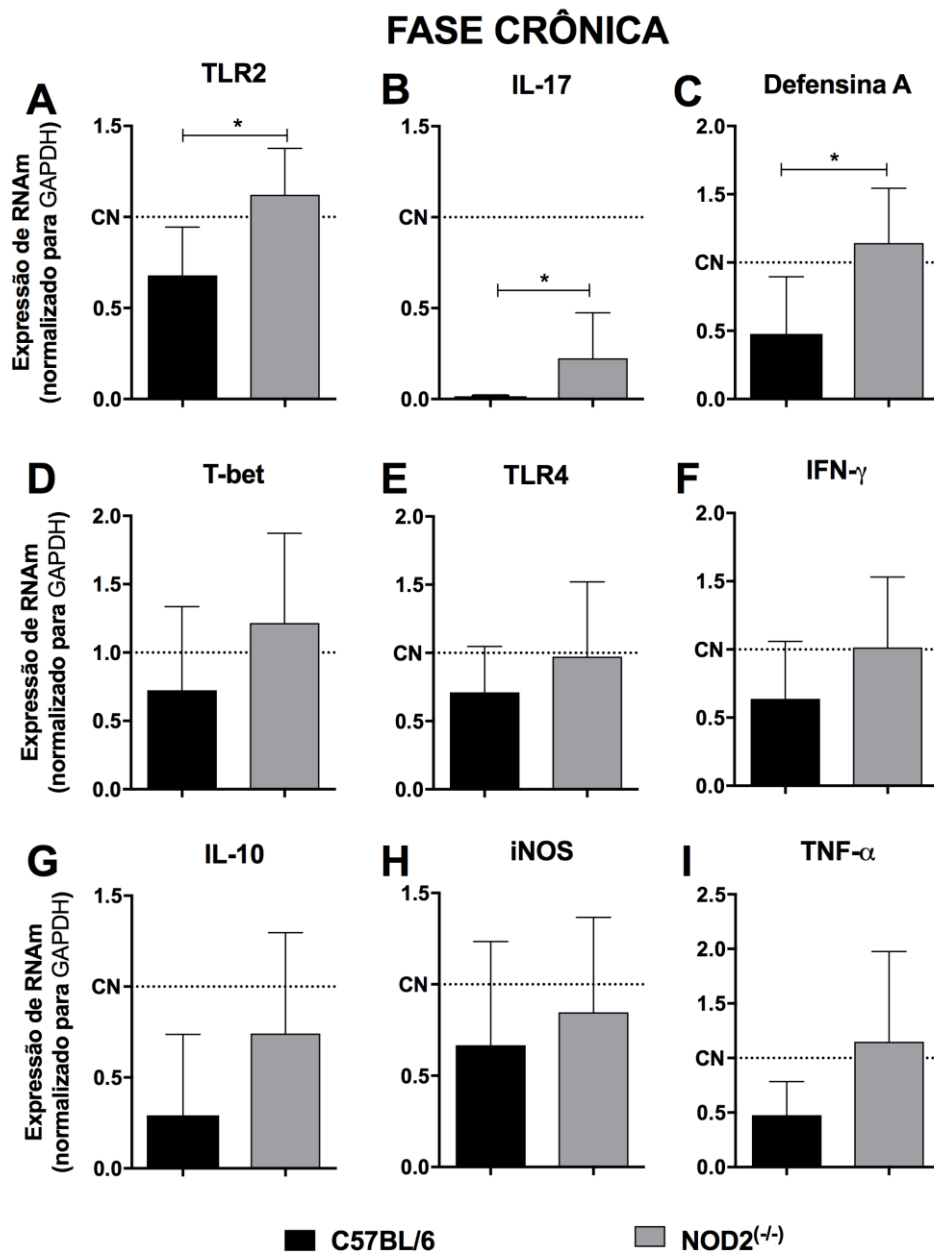 FASE CRÔNICA
A
TLR2
Expressão de RNAm
(normalizado para GAPDH)
1.5
CN
0.5
0.0
*
B
IL-17
1.5
CN
0.5
0.0
*
C
Defensina A
2.0
1.5
CN
0.5
0.0
*
D
T-bet
Expressão de RNAm
(normalizado para GAPDH)
2.0
1.5
1.0
0.5
0.0
E
TLR4
2.0
1.5
CN
0.5
0.0
F
IFN-γ
2.0
1.5
CN
0.5
0.0
G
IL-10
Expressão de RNAm
(normalizado para GAPDH)
1.5
CN
0.5
0.0
H
iNOS
1.5
CN
0.5
0.0
I
TNF-α
2.5
2.0
1.5
CN
0.5
0.0
C57BL/6
NOD2(-/-)